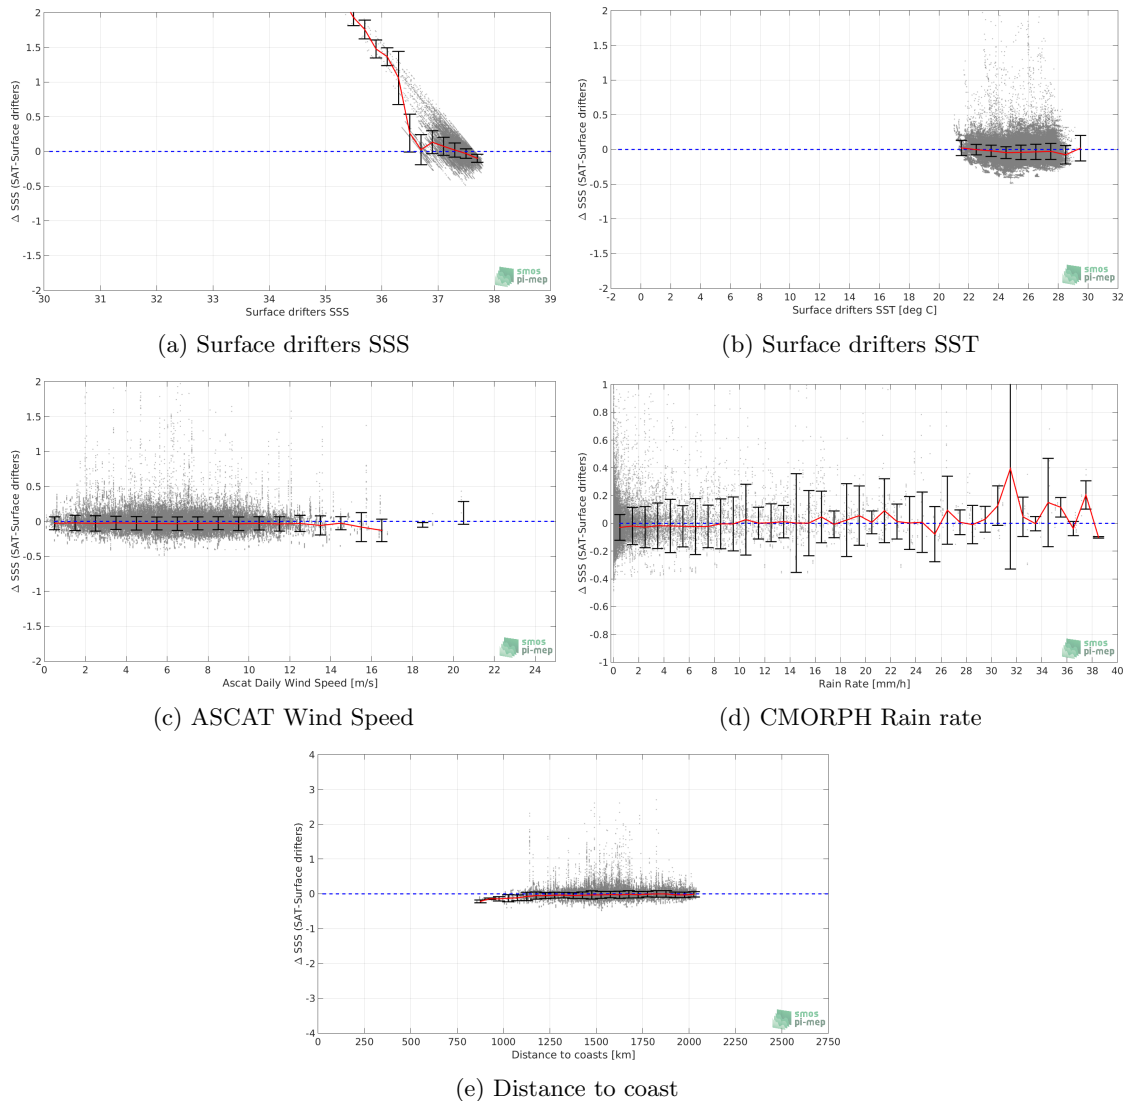 2
1.5
1
0.5
0
-0.5
-1
-1.5
-2
Δ SSS (SAT-Surface drifters)
30 31 32 33 34 35 36 37 38 39
Surface drifters SSS
smos
pi-mep
(a) Surface drifters SSS
2
1.5
1
0.5
0
-0.5
-1
-1.5
-2
Δ SSS (SAT-Surface drifters)
-2 0 2 4 6 8 10 12 14 16 18 20 22 24 26 28 30 32
Surface drifters SST [deg C]
smos
pi-mep
(b) Surface drifters SST
2
1.5
1
0.5
0
-0.5
-1
-1.5
-2
Δ SSS (SAT-Surface drifters)
0 2 4 6 8 10 12 14 16 18 20 22 24
Ascat Daily Wind Speed [m/s]
smos
pi-mep
(c) ASCAT Wind Speed
1
0.8
0.6
0.4
0.2
0
-0.2
-0.4
-0.6
-0.8
-1
Δ SSS (SAT-Surface drifters)
0 2 4 6 8 10 12 14 16 18 20 22 24 26 28 30 32 34 36 38 40
Rain Rate [mm/h]
smos
pi-mep
(d) CMORPH Rain rate
4
3
2
1
0
-1
-2
-3
-4
Δ SSS (SAT-Surface drifters)
0 250 500 750 1000 1250 1500 1750 2000 2250 2500 2750
Distance to coasts [km]
smos
pi-mep
(e) Distance to coast